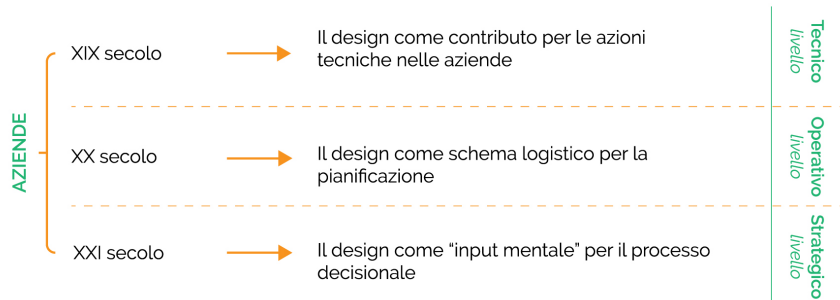 AZIENDE
XIX secolo
Il design come contributo per le azioni
tecniche nelle aziende
Tecnico
livello
XX secolo
Il design come schema logistico per la
pianificazione
Operativo
livello
XXI secolo
Il design come “input mentale” per il processo
decisionale
Strategico
livello